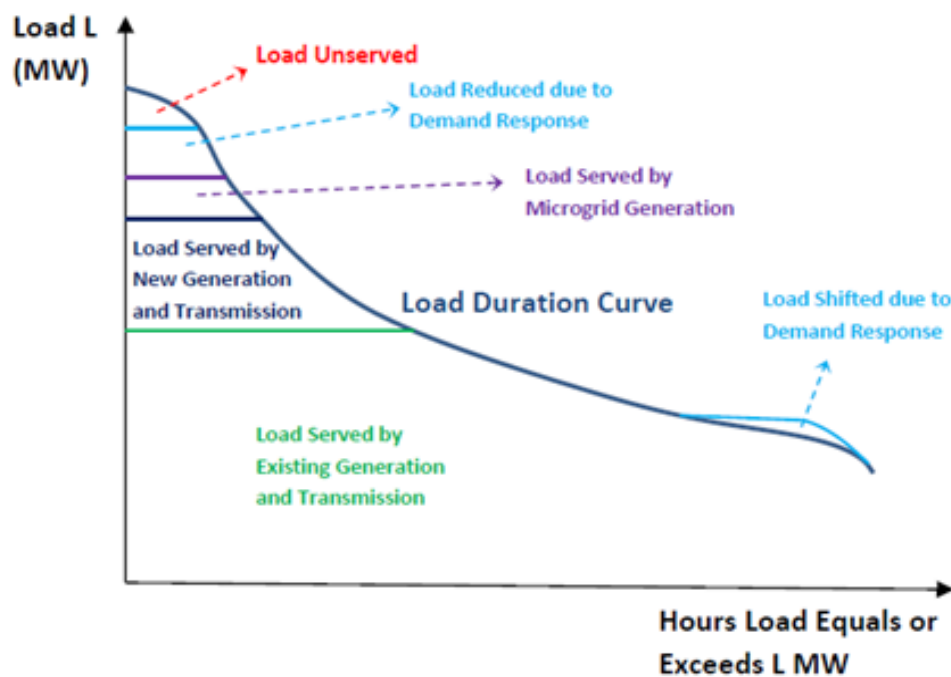 Load L
(MW)
Load Unserved
Load Reduced due to
Demand Response
Load Served by
Microgrid Generation
Load Served by
New Generation
and Transmission
Load Duration Curve
Load Shifted due to
Demand Response
Load Served by
Existing Generation
and Transmission
Hours Load Equals or
Exceeds L MW